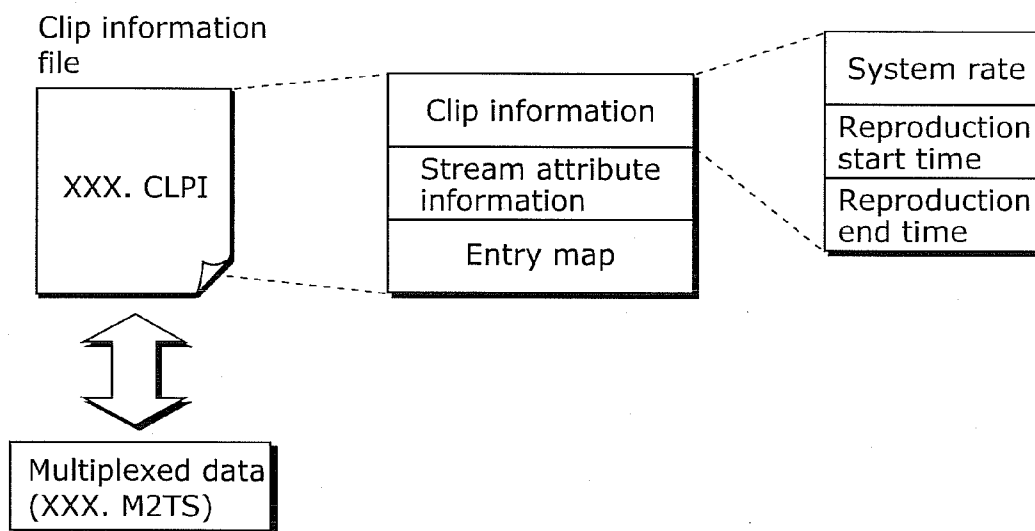 Clip information
file
XXX. CLPI
Clip information
Stream attribute
information
Entry map
System rate
Reproduction
start time
Reproduction
end time
Multiplexed data
(XXX. M2TS)